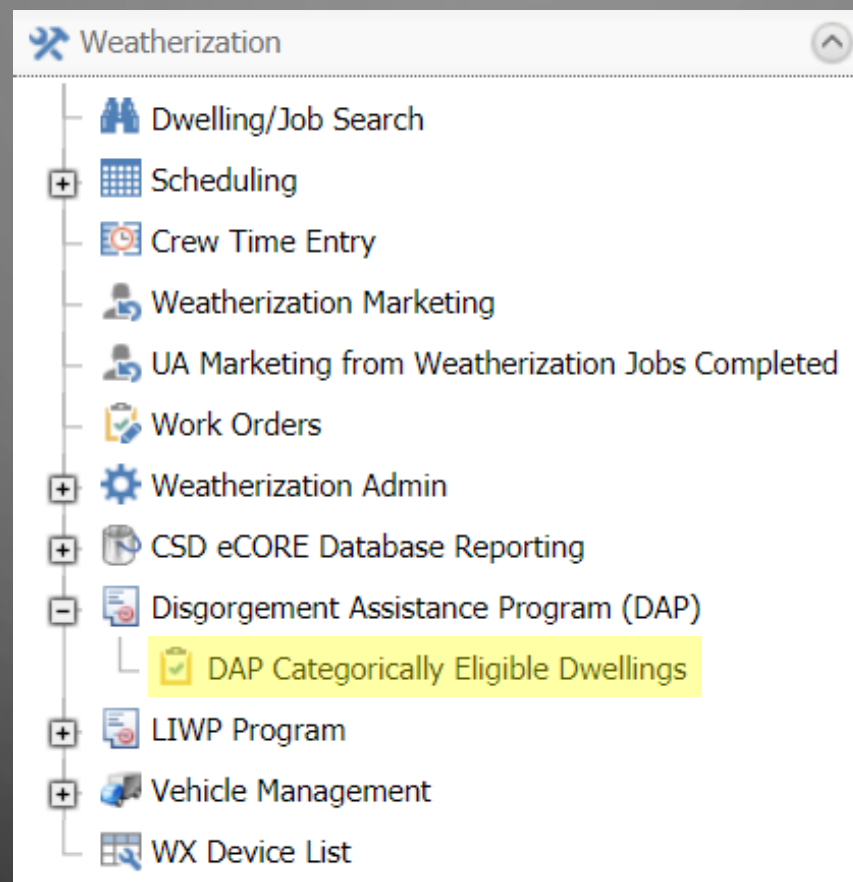 Weatherization
Dwelling/Job Search
Scheduling
Crew Time Entry
Weatherization Marketing
UA Marketing from Weatherization Jobs Completed
Work Orders
Weatherization Admin
CSD eCORE Database Reporting
Disgorgement Assistance Program (DAP)
DAP Categorically Eligible Dwellings
LIWP Program
Vehicle Management
WX Device List